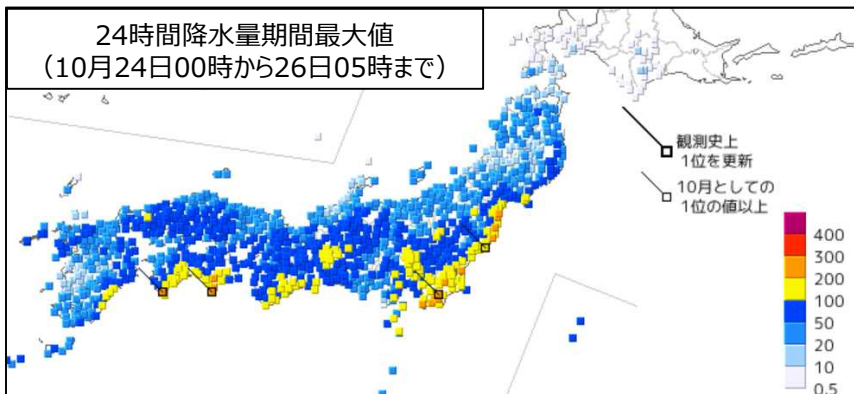 24時間降水量期間最大値
（10月24日00時から26日05時まで）
観測史上
1位を更新
10月としての
1位の値以上
400
300
200
100
50
20
10
0.5